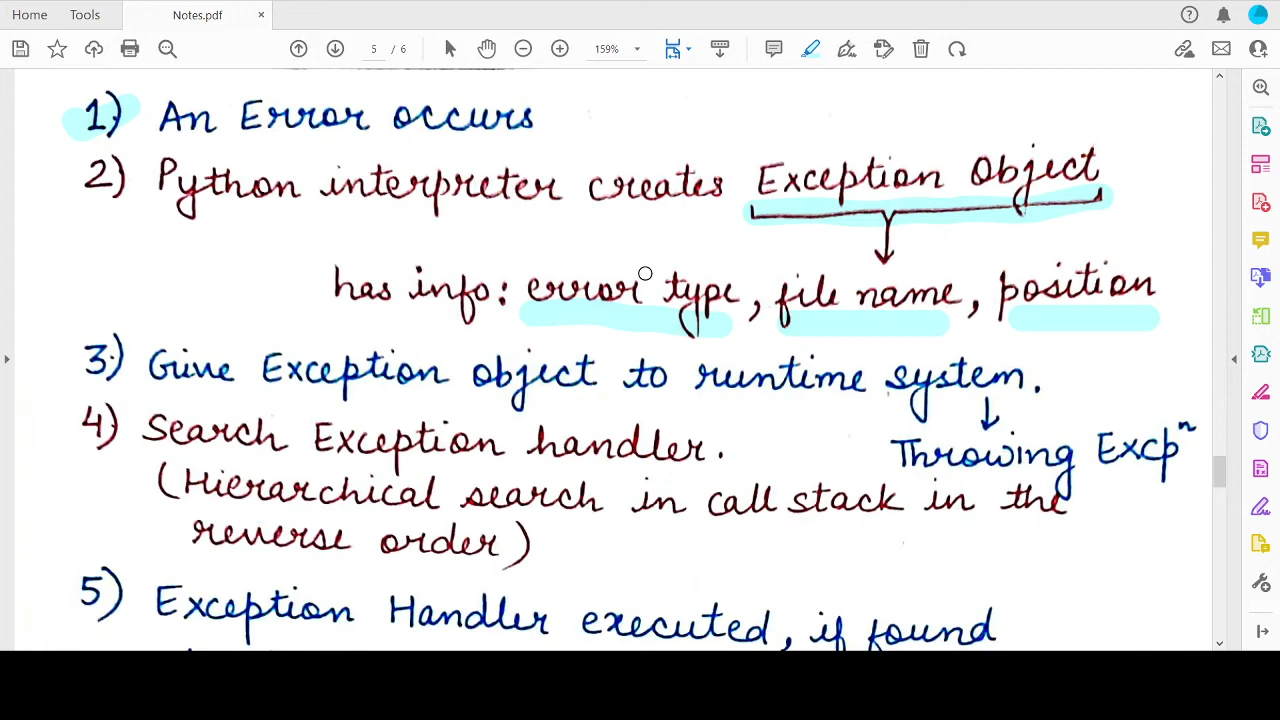 Home Tools Notes.pdf ×
5 / 6 159%
1) An Error occurs
2) Python interpreter creates Exception Object
has info: error type, file name, position
3) Give Exception object to runtime system.
4) Search Exception handler.
Throwing Excpⁿ
(Hierarchical search in call stack in the
reverse order)
5) Exception Handler executed, if found